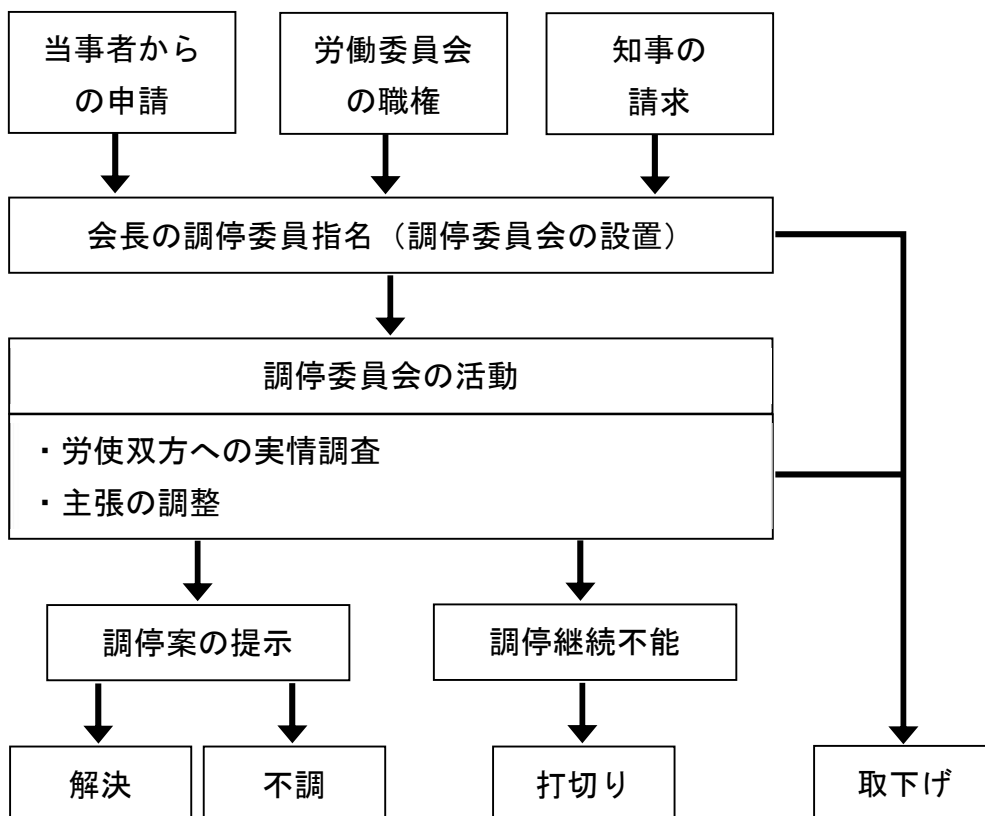 当事者から
の申請
労働委員会
の職権
知事の
請求
会長の調停委員指名（調停委員会の設置）
調停委員会の活動
・労使双方への実情調査
・主張の調整
調停案の提示
調停継続不能
解決
不調
打切り
取下げ